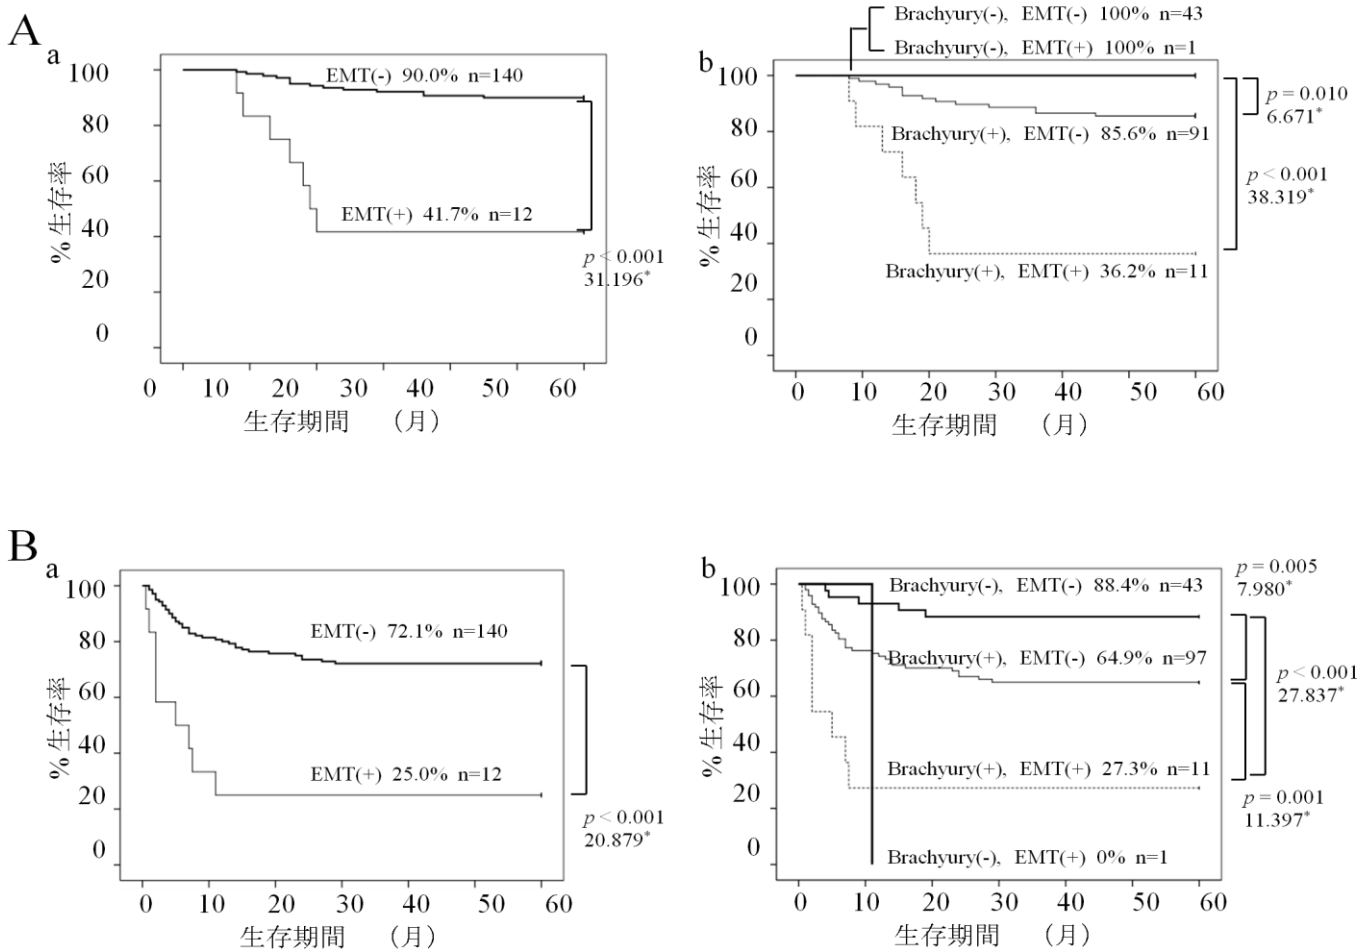 A
a
EMT(-) 90.0% n=140
EMT(+) 41.7% n=12
p < 0.001
31.196*
% 生存率
100
80
60
40
20
0
0 10 20 30 40 50 60
生存期間 （月）
b
Brachyury(-), EMT(-) 100% n=43
Brachyury(-), EMT(+) 100% n=1
Brachyury(+), EMT(-) 85.6% n=91
Brachyury(+), EMT(+) 36.2% n=11
p = 0.010
6.671*
p < 0.001
38.319*
% 生存率
100
80
60
40
20
0
0 10 20 30 40 50 60
生存期間 （月）
B
a
EMT(-) 72.1% n=140
EMT(+) 25.0% n=12
p < 0.001
20.879*
% 生存率
100
80
60
40
20
0
0 10 20 30 40 50 60
生存期間 （月）
b
Brachyury(-), EMT(-) 88.4% n=43
Brachyury(+), EMT(-) 64.9% n=97
Brachyury(+), EMT(+) 27.3% n=11
Brachyury(-), EMT(+) 0% n=1
p = 0.005
7.980*
p < 0.001
27.837*
p = 0.001
11.397*
% 生存率
100
80
60
40
20
0
0 10 20 30 40 50 60
生存期間 （月）